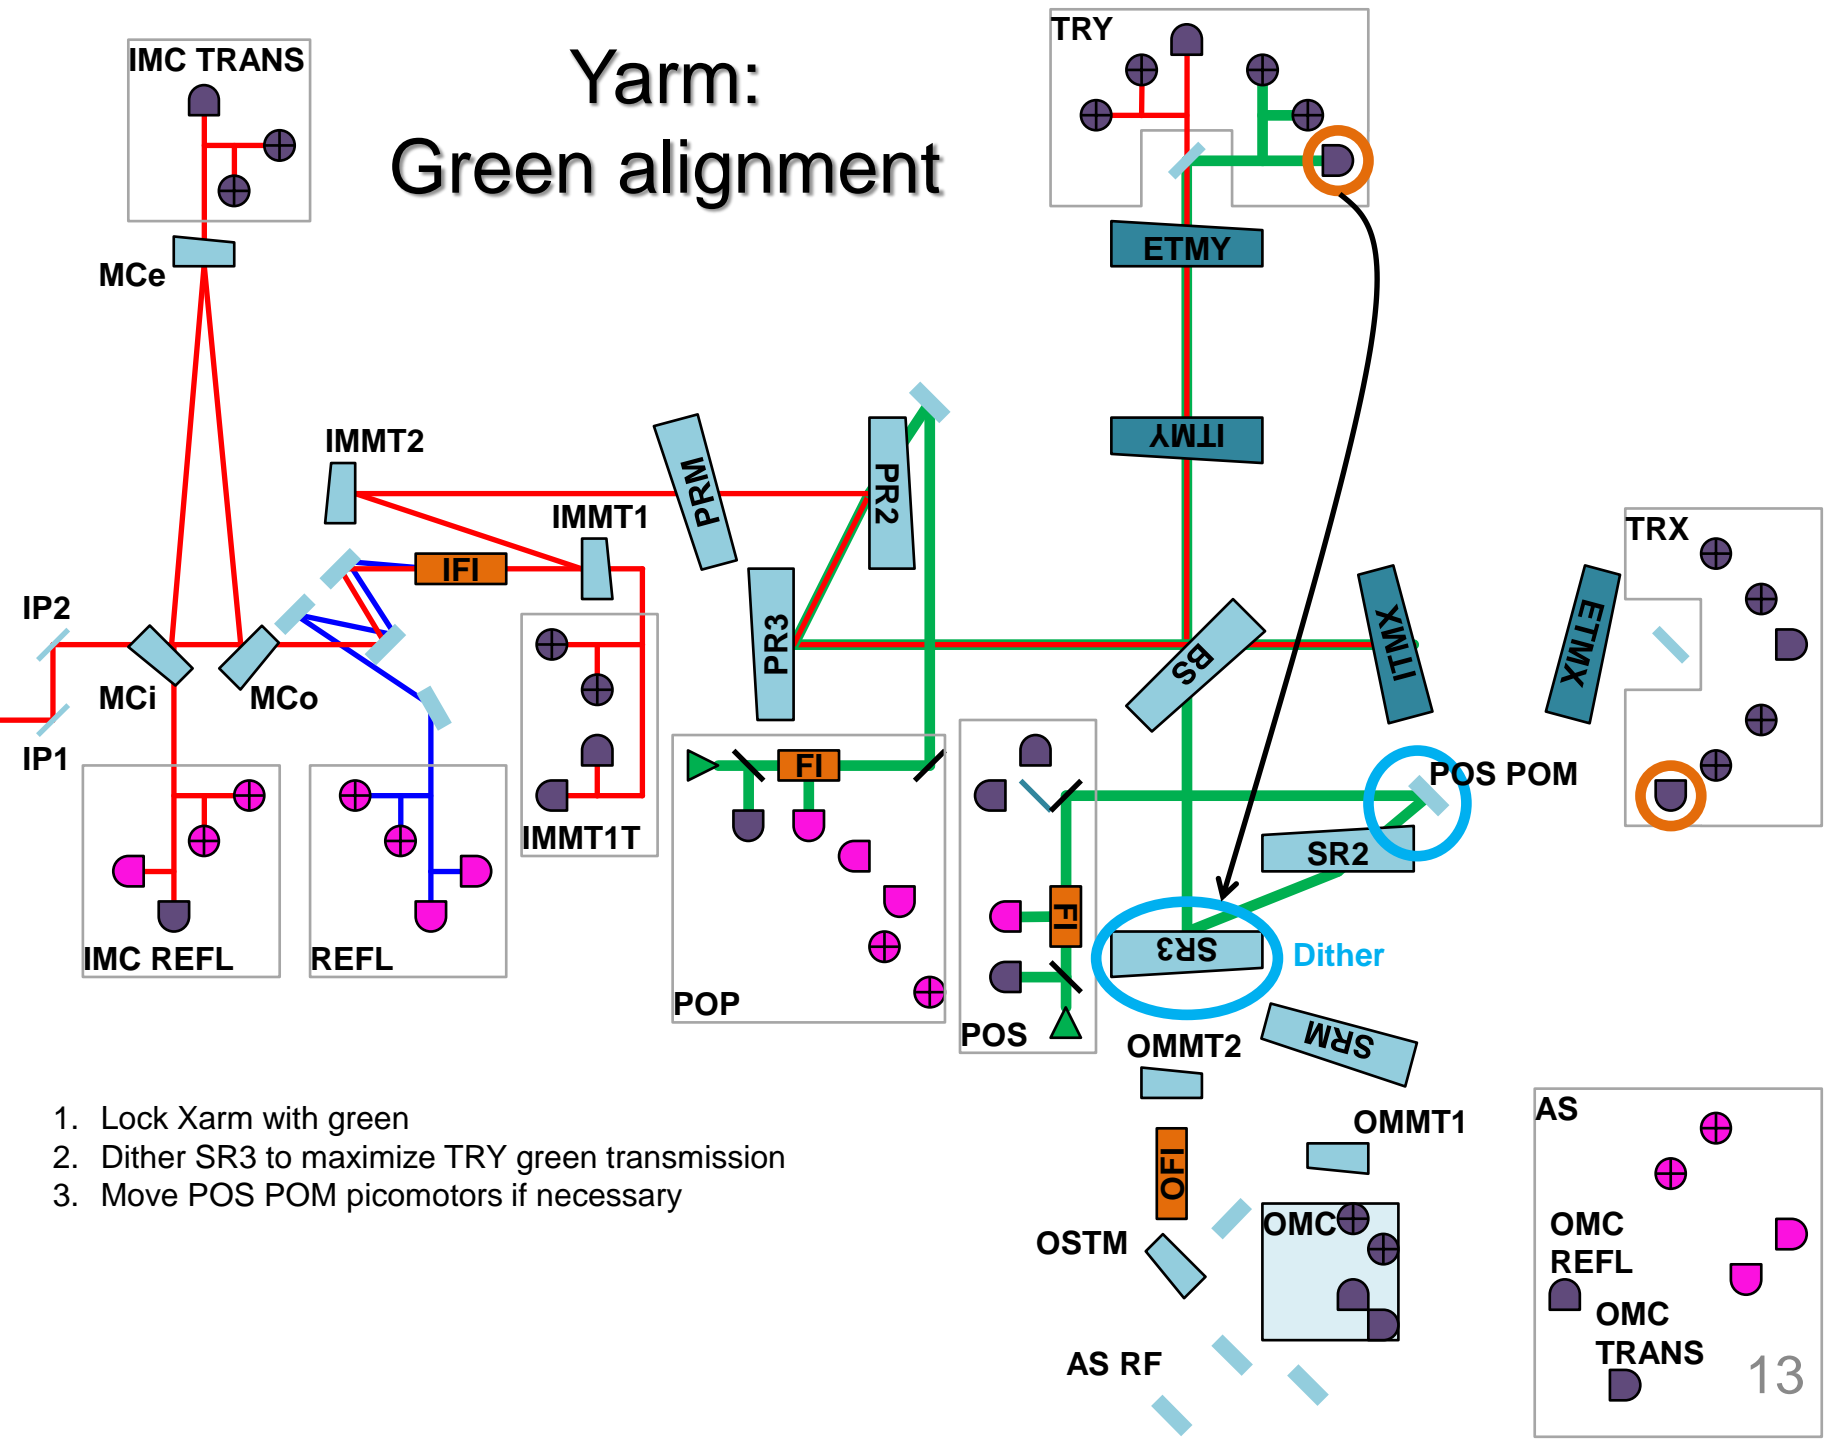 Yarm:
Green alignment
IMC TRANS
TRY
MCe
ETMY
IMMT2
ITMY
PRM
PR2
IMMT1
TRX
IFI
IP2
PR3
BS
ITMX
ETMX
MCi
MCo
IP1
FI
POS POM
IMMT1T
SR2
FI
IMC REFL
REFL
SR3
Dither
POP
POS
OMMT2
SRM
1. Lock Xarm with green
2. Dither SR3 to maximize TRY green transmission
3. Move POS POM picomotors if necessary
OMMT1
AS
OFI
OSTM
OMC
OMC
REFL
OMC
TRANS
AS RF
13